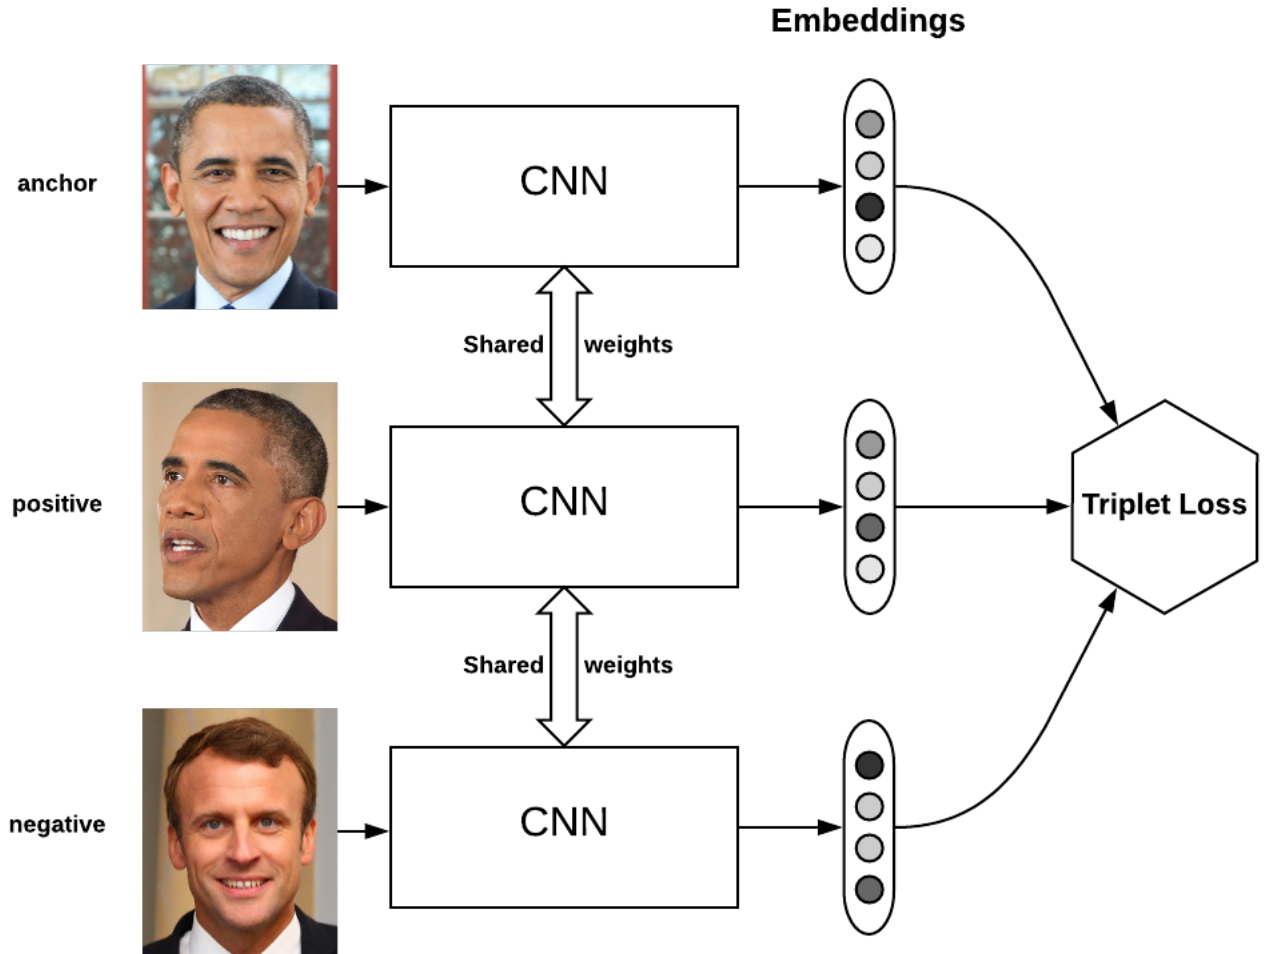 Embeddings
anchor
CNN
Shared weights
positive
CNN
Triplet Loss
Shared weights
negative
CNN